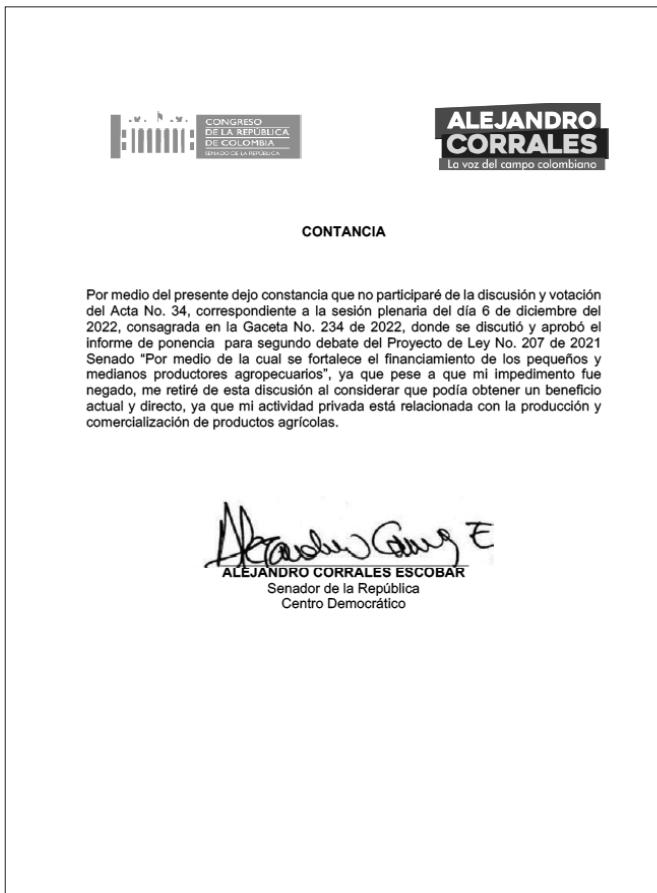 CONGRESO
DE LA REPÚBLICA
DE COLOMBIA
SENADO DE LA REPÚBLICA
ALEJANDRO
CORRALES
La voz del campo colombiano
CONTANCIA
Por medio del presente dejo constancia que no participaré de la discusión y votación
del Acta No. 34, correspondiente a la sesión plenaria del día 6 de diciembre del
2022, consagrada en la Gaceta No. 234 de 2022, donde se discutió y aprobó el
informe de ponencia para segundo debate del Proyecto de Ley No. 207 de 2021
Senado “Por medio de la cual se fortalece el financiamiento de los pequeños y
medianos productores agropecuarios”, ya que pese a que mi impedimento fue
negado, me retiré de esta discusión al considerar que podía obtener un beneficio
actual y directo, ya que mi actividad privada está relacionada con la producción y
comercialización de productos agrícolas.
ALEJANDRO CORRALES ESCOBAR
Senador de la República
Centro Democrático